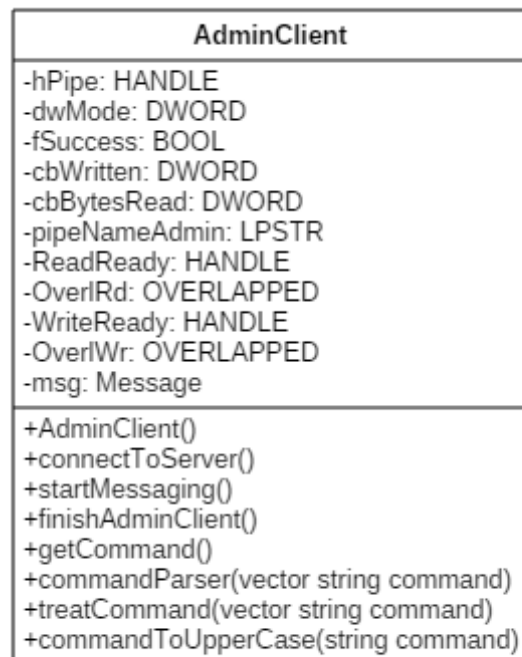 AdminClient
-hPipe: HANDLE
-dwMode: DWORD
-fSuccess: BOOL
-cbWritten: DWORD
-cbBytesRead: DWORD
-pipeNameAdmin: LPSTR
-ReadReady: HANDLE
-OverlRd: OVERLAPPED
-WriteReady: HANDLE
-OverlWr: OVERLAPPED
-msg: Message
+AdminClient()
+connectToServer()
+startMessaging()
+finishAdminClient()
+getCommand()
+commandParser(vector string command)
+treatCommand(vector string command)
+commandToUpperCase(string command)